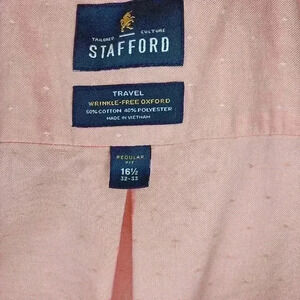 TAILORED CULTURE
STAFFORD
TRAVEL
WRINKLE-FREE OXFORD
60% COTTON 40% POLYESTER
MADE IN VIETNAM
REGULAR
FIT
16½
32-33